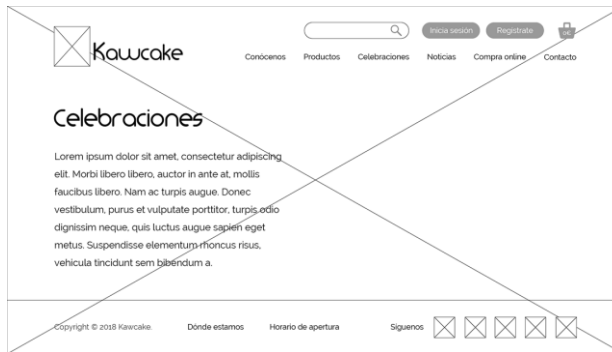 Inicia sesión Regístrate
Kawcake
Conócenos Productos Celebraciones Noticias Compra online Contacto
Celebraciones
Lorem ipsum dolor sit amet, consectetur adipiscing
elit. Morbi libero libero, auctor in ante at, mollis
faucibus libero. Nam ac turpis augue. Donec
vestibulum, purus et vulputate porttitor, turpis odio
dignissim neque, quis luctus augue sapien eget
metus. Suspendisse elementum rhoncus risus,
vehicula tincidunt sem bibendum a.
Copyright © 2018 Kawcake. Dónde estamos Horario de apertura Síguenos